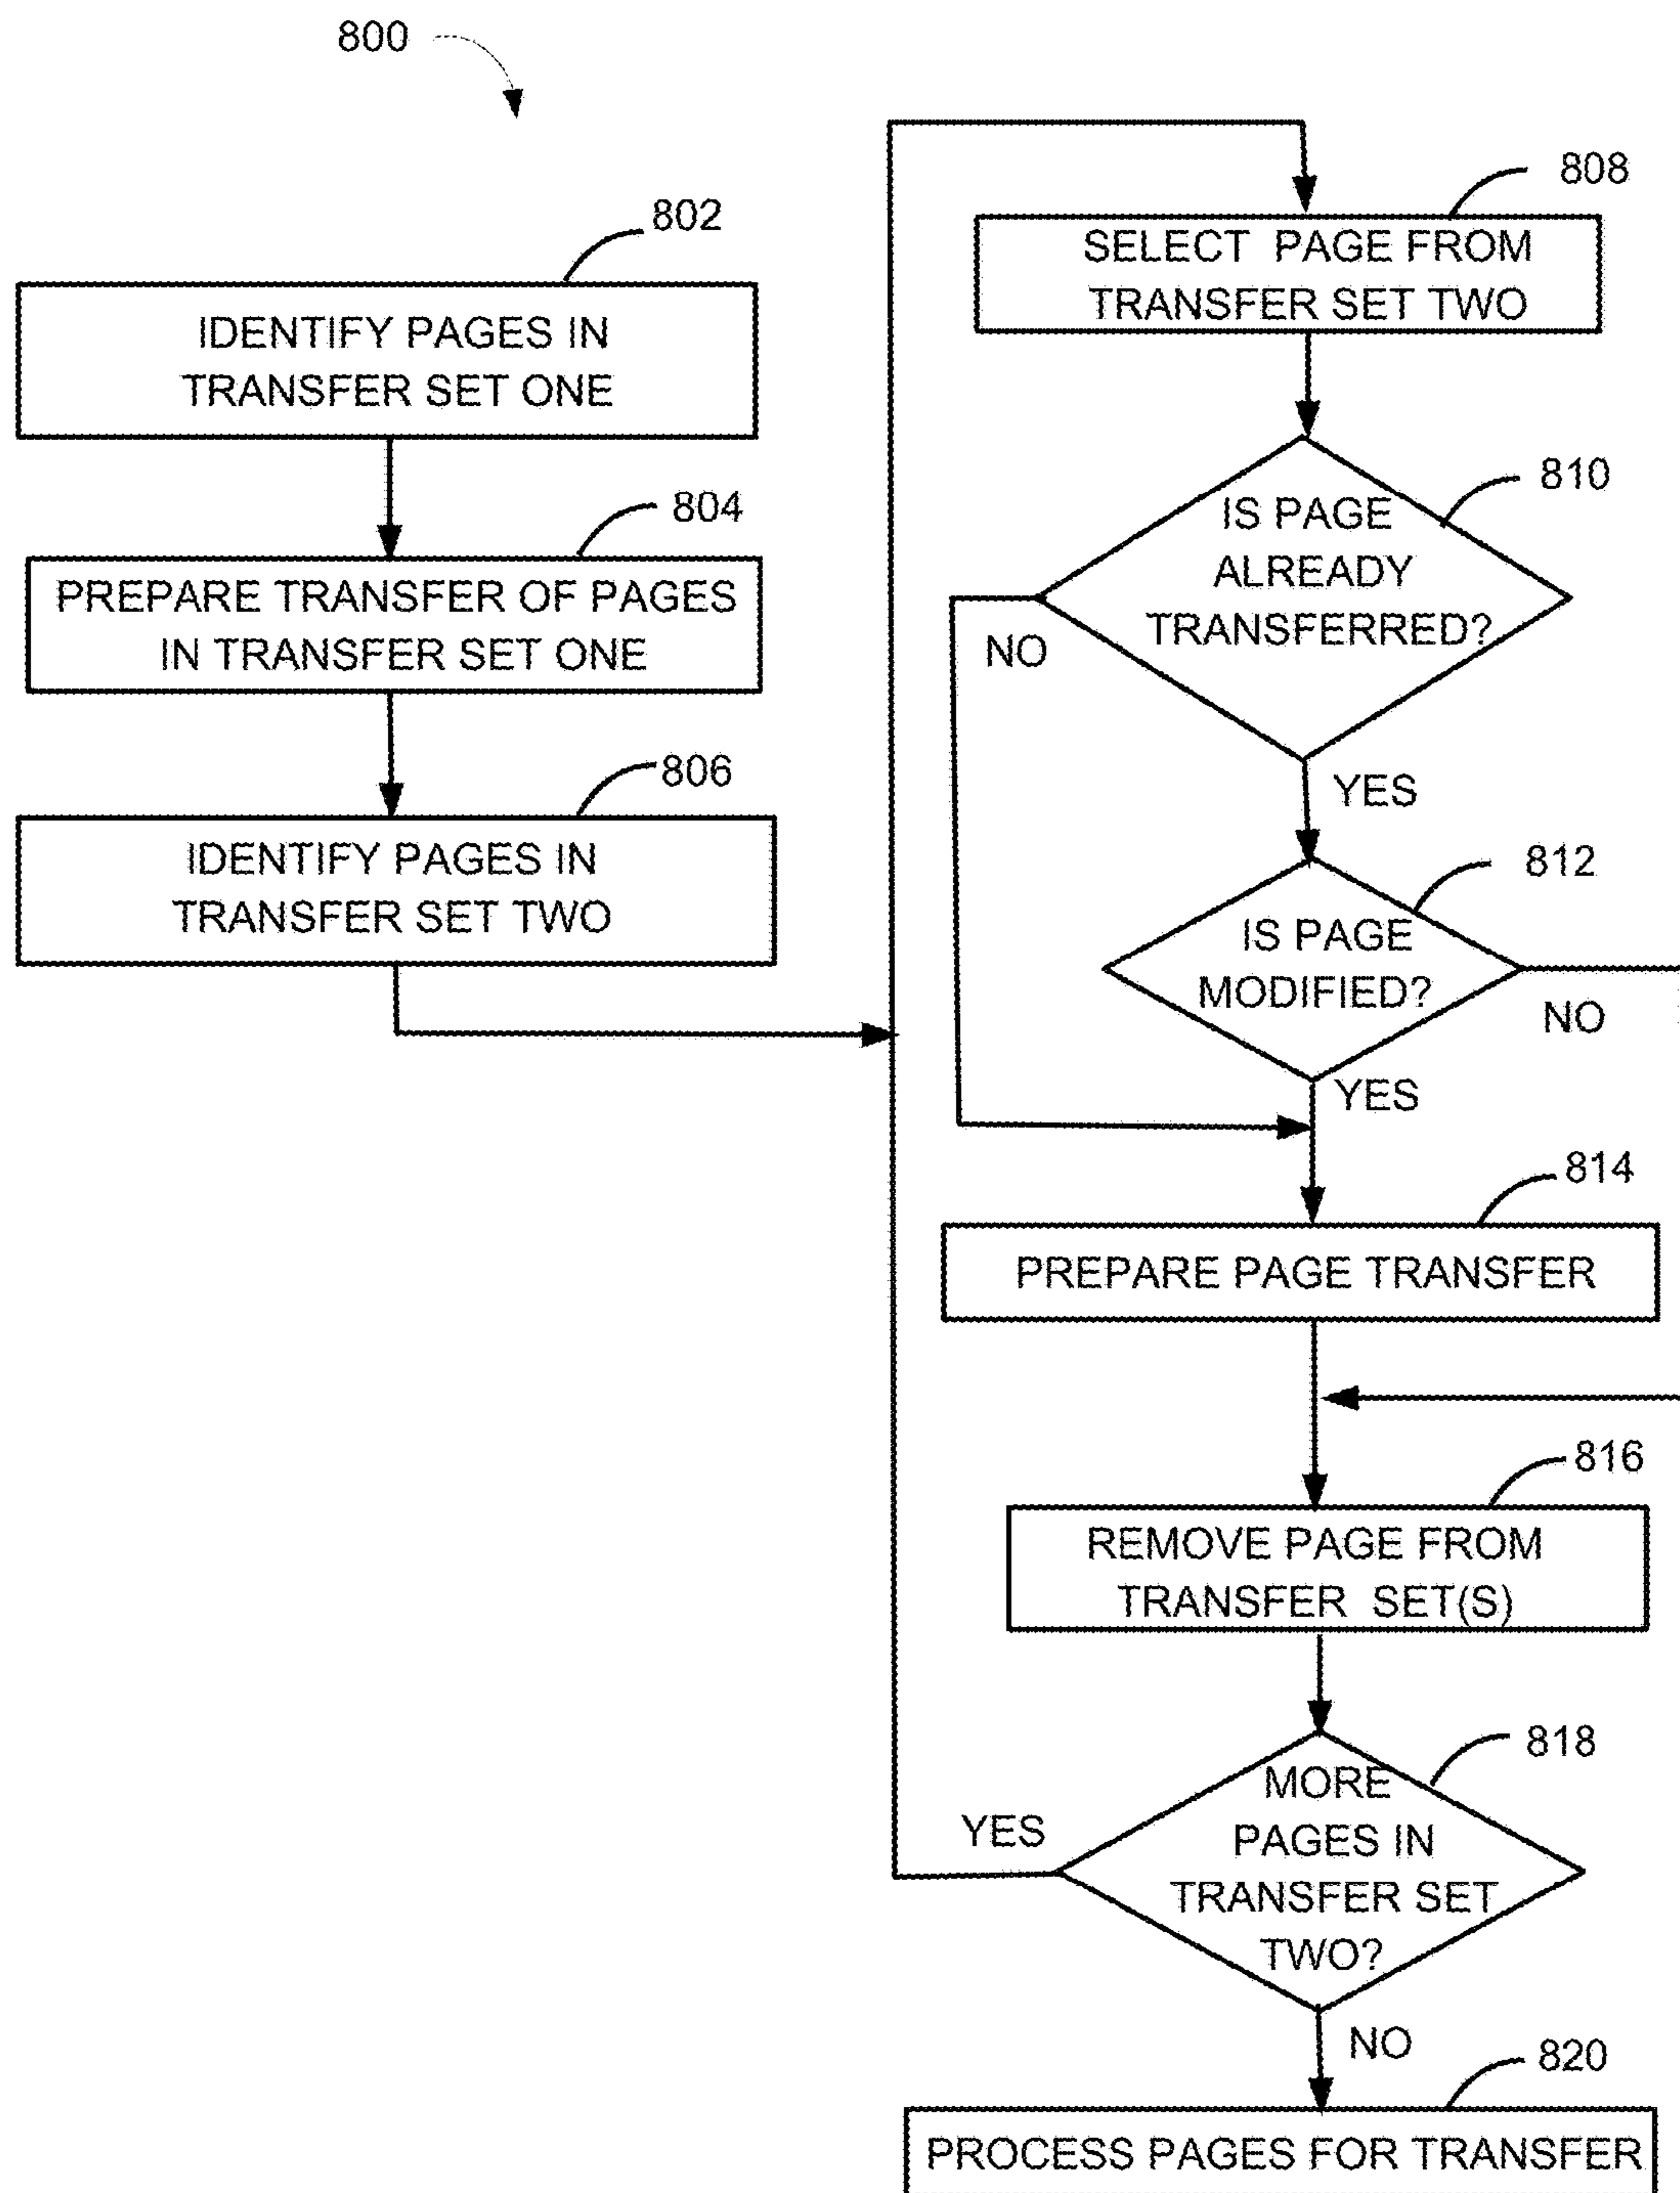 800
802
IDENTIFY PAGES IN
TRANSFER SET ONE
804
PREPARE TRANSFER OF PAGES
IN TRANSFER SET ONE
806
IDENTIFY PAGES IN
TRANSFER SET TWO
808
SELECT PAGE FROM
TRANSFER SET TWO
810
IS PAGE
ALREADY
TRANSFERRED?
NO
YES
812
IS PAGE
MODIFIED?
NO
YES
814
PREPARE PAGE TRANSFER
816
REMOVE PAGE FROM
TRANSFER SET(S)
818
MORE
PAGES IN
TRANSFER SET
TWO?
YES
NO
820
PROCESS PAGES FOR TRANSFER